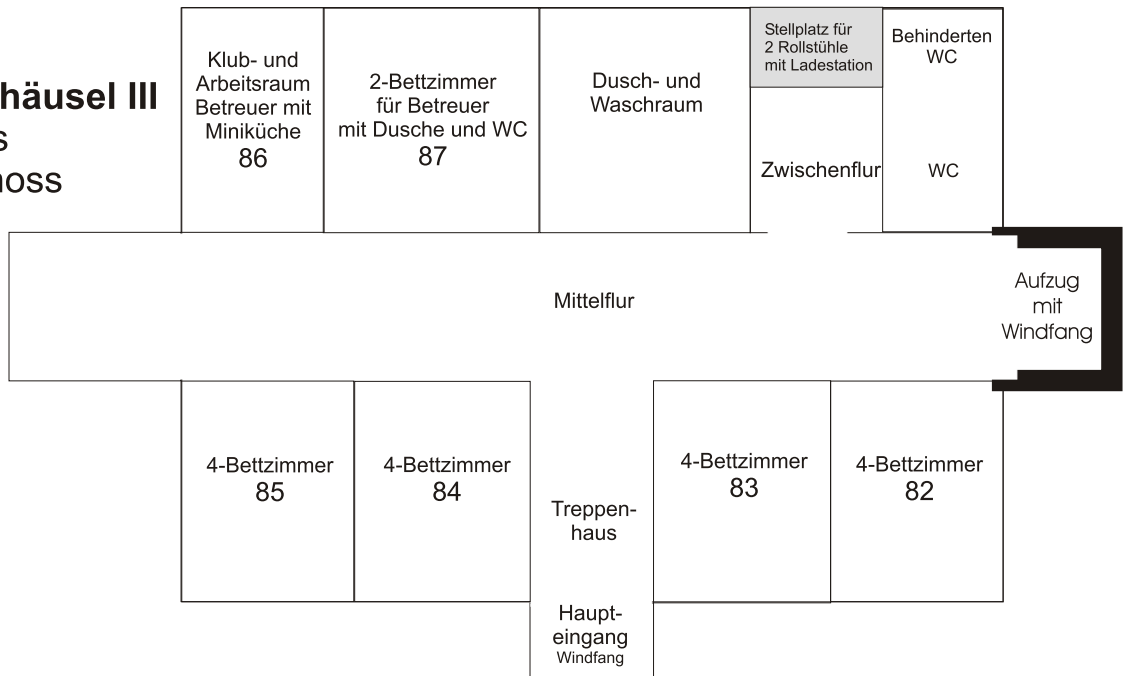 häusel III
s
noss
Klub- und
Arbeitsraum
Betreuer mit
Miniküche
86
2-Bettzimmer
für Betreuer
mit Dusche und WC
87
Dusch- und
Waschraum
Stellplatz für
2 Rollstühle
mit Ladestation
Zwischenflur
Behinderten
WC
WC
Mittelflur
Aufzug
mit
Windfang
4-Bettzimmer
85
4-Bettzimmer
84
Treppen-
haus
4-Bettzimmer
83
4-Bettzimmer
82
Haupt-
eingang
Windfang